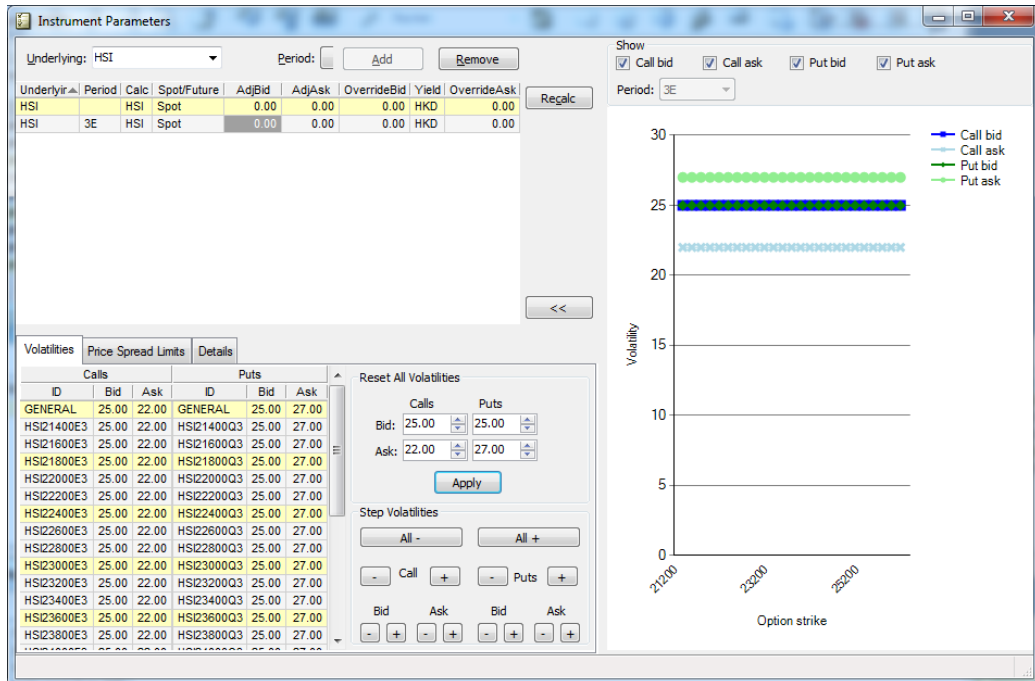 Instrument Parameters
Underlying: HSI Period: Add Remove
Underlyir Period Calc Spot/Future AdjBid AdjAsk OverrideBid Yield OverrideAsk
HSI HSI Spot 0.00 0.00 0.00 HKD 0.00
HSI 3E HSI Spot 0.00 0.00 0.00 HKD 0.00
Recalc
<<
Volatilities Price Spread Limits Details
Calls Puts
ID Bid Ask ID Bid Ask
GENERAL 25.00 22.00 GENERAL 25.00 27.00
HSI21400E3 25.00 22.00 HSI21400Q3 25.00 27.00
HSI21600E3 25.00 22.00 HSI21600Q3 25.00 27.00
HSI21800E3 25.00 22.00 HSI21800Q3 25.00 27.00
HSI22000E3 25.00 22.00 HSI22000Q3 25.00 27.00
HSI22200E3 25.00 22.00 HSI22200Q3 25.00 27.00
HSI22400E3 25.00 22.00 HSI22400Q3 25.00 27.00
HSI22600E3 25.00 22.00 HSI22600Q3 25.00 27.00
HSI22800E3 25.00 22.00 HSI22800Q3 25.00 27.00
HSI23000E3 25.00 22.00 HSI23000Q3 25.00 27.00
HSI23200E3 25.00 22.00 HSI23200Q3 25.00 27.00
HSI23400E3 25.00 22.00 HSI23400Q3 25.00 27.00
HSI23600E3 25.00 22.00 HSI23600Q3 25.00 27.00
HSI23800E3 25.00 22.00 HSI23800Q3 25.00 27.00
Reset All Volatilities
Calls Puts
Bid: 25.00 25.00
Ask: 22.00 27.00
Apply
Step Volatilities
All - All +
- Call + - Puts +
Bid Ask Bid Ask
- + - + - + - +
Show
Call bid Call ask Put bid Put ask
Period: 3E
Call bid
Call ask
Put bid
Put ask
30
25
20
15
10
5
0
Volatility
21200 23200 25200
Option strike